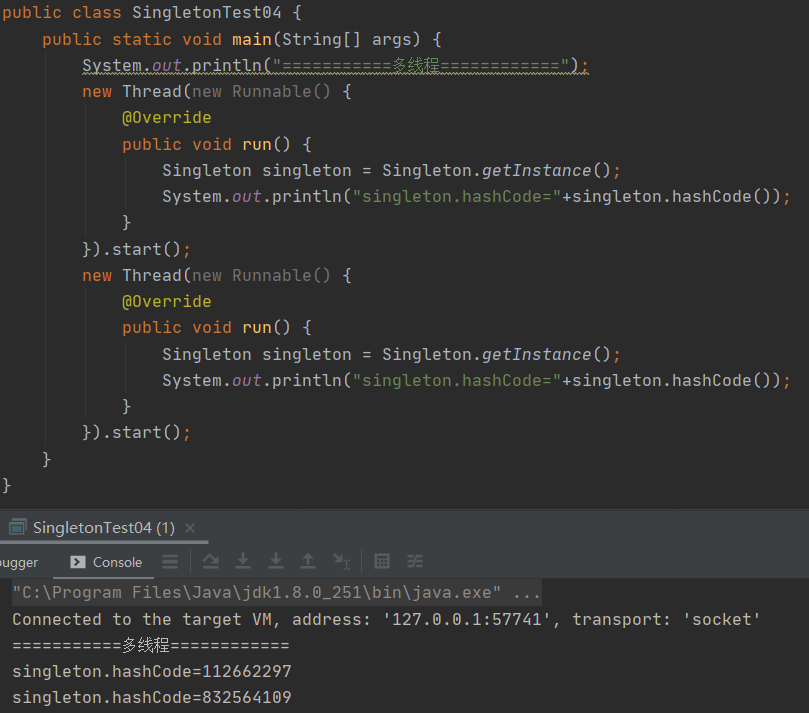 public class SingletonTest04 {
public static void main(String[] args) {
System.out.println("===========多线程============");
new Thread(new Runnable() {
@Override
public void run() {
Singleton singleton = Singleton.getInstance();
System.out.println("singleton.hashCode="+singleton.hashCode());
}
}).start();
new Thread(new Runnable() {
@Override
public void run() {
Singleton singleton = Singleton.getInstance();
System.out.println("singleton.hashCode="+singleton.hashCode());
}
}).start();
}
}
SingletonTest04 (1)
ugger Console
"C:\Program Files\Java\jdk1.8.0_251\bin\java.exe" ...
Connected to the target VM, address: '127.0.0.1:57741', transport: 'socket'
===========多线程============
singleton.hashCode=112662297
singleton.hashCode=832564109